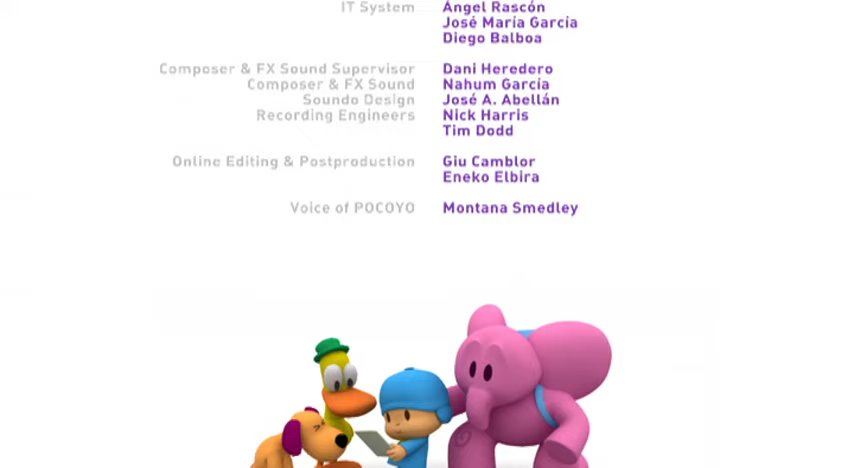 IT System Ángel Rascón
José María García
Diego Balboa
Composer & FX Sound Supervisor Dani Heredero
Composer & FX Sound Nahum García
Soundo Design José A. Abellán
Recording Engineers Nick Harris
Tim Dodd
Online Editing & Postproduction Giu Camblor
Eneko Elbira
Voice of POCOYO Montana Smedley